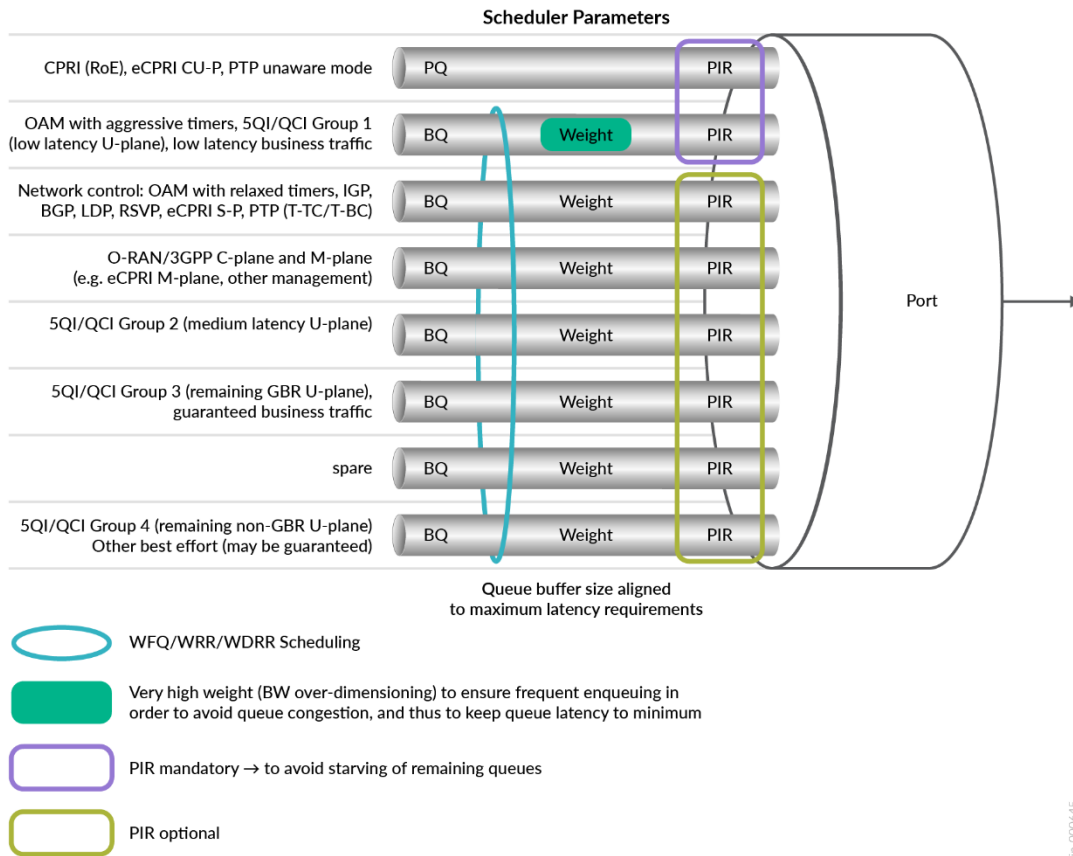 Scheduler Parameters
CPRI (RoE), eCPRI CU-P, PTP unaware mode
PQ
PIR
OAM with aggressive timers, 5QI/QCI Group 1
(low latency U-plane), low latency business traffic
BQ
Weight
PIR
Network control: OAM with relaxed timers, IGP,
BGP, LDP, RSVP, eCPRI S-P, PTP (T-TC/T-BC)
BQ
Weight
PIR
O-RAN/3GPP C-plane and M-plane
(e.g. eCPRI M-plane, other management)
BQ
Weight
PIR
Port
5QI/QCI Group 2 (medium latency U-plane)
BQ
Weight
PIR
5QI/QCI Group 3 (remaining GBR U-plane),
guaranteed business traffic
BQ
Weight
PIR
spare
BQ
Weight
PIR
5QI/QCI Group 4 (remaining non-GBR U-plane)
Other best effort (may be guaranteed)
BQ
Weight
PIR
Queue buffer size aligned
to maximum latency requirements
WFQ/WRR/WDRR Scheduling
Very high weight (BW over-dimensioning) to ensure frequent enqueuing in
order to avoid queue congestion, and thus to keep queue latency to minimum
PIR mandatory → to avoid starving of remaining queues
PIR optional